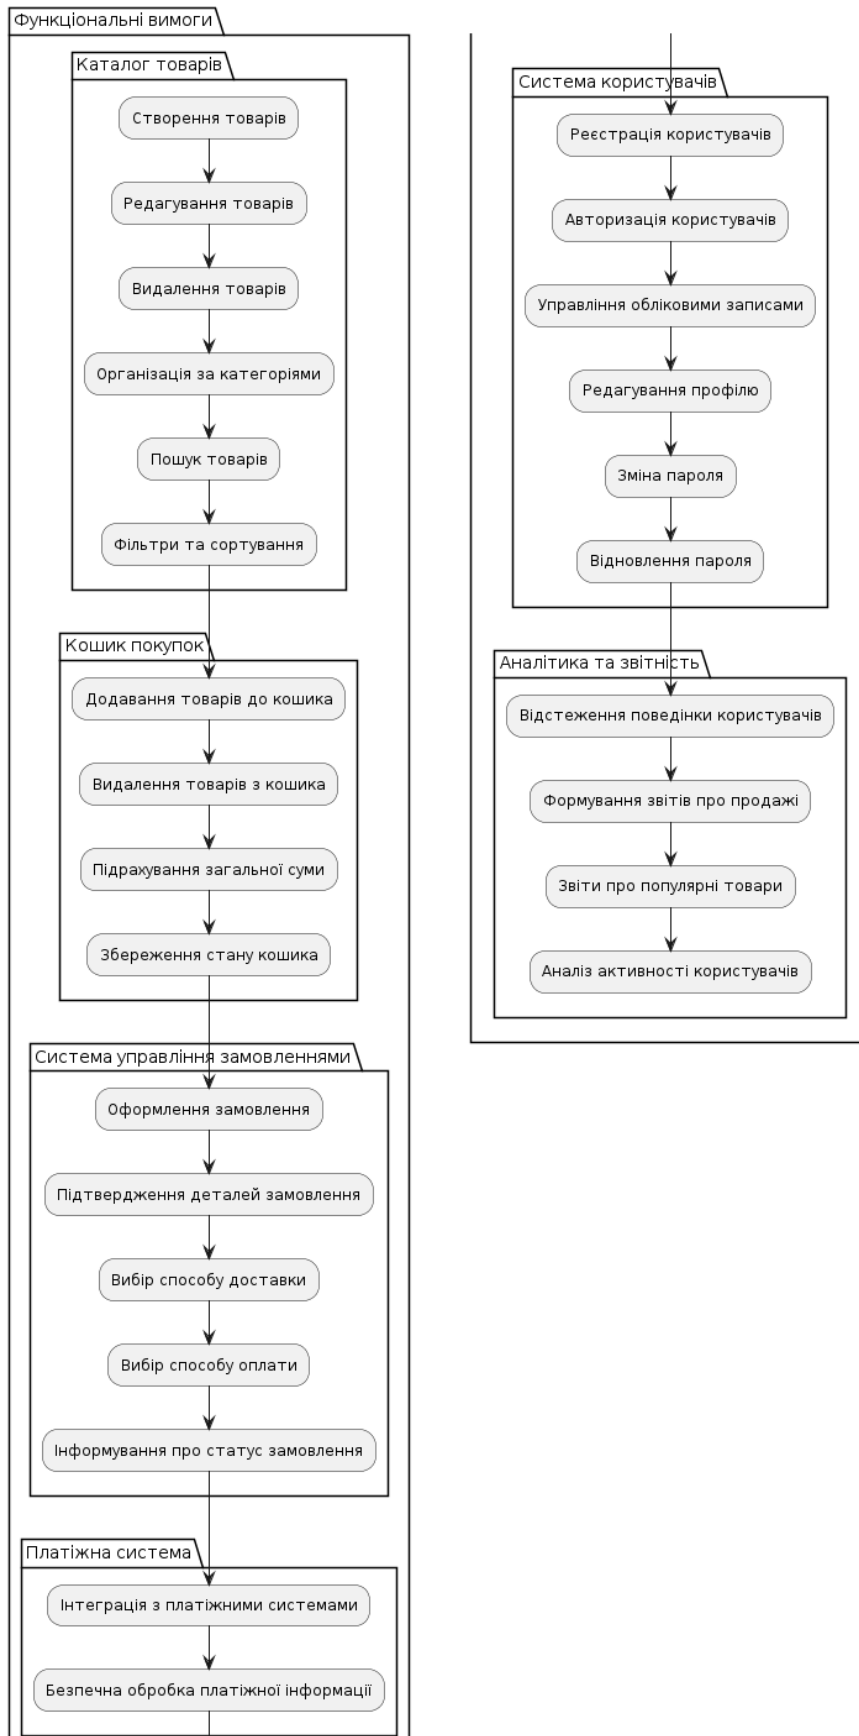 Функціональні вимоги
Каталог товарів
Створення товарів
Редагування товарів
Видалення товарів
Організація за категоріями
Пошук товарів
Фільтри та сортування
Кошик покупок
Додавання товарів до кошика
Видалення товарів з кошика
Підрахування загальної суми
Збереження стану кошика
Система управління замовленнями
Оформлення замовлення
Підтвердження деталей замовлення
Вибір способу доставки
Вибір способу оплати
Інформування про статус замовлення
Платіжна система
Інтеграція з платіжними системами
Безпечна обробка платіжної інформації
Система користувачів
Реєстрація користувачів
Авторизація користувачів
Управління обліковими записами
Редагування профілю
Зміна пароля
Відновлення пароля
Аналітика та звітність
Відстеження поведінки користувачів
Формування звітів про продажі
Звіти про популярні товари
Аналіз активності користувачів